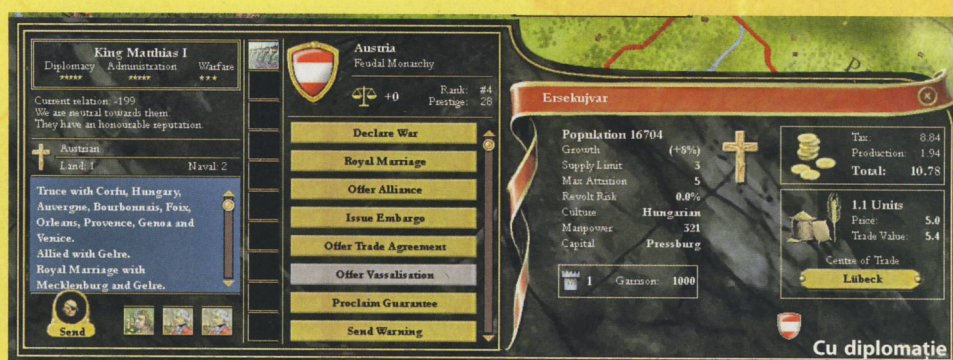 King Matthias I
Diplomacy Administration Warfare
Current relation: -199
We are neutral towards them
They have an honourable reputation.
Austrian
Land: 1 Naval: 2
Truce with Corfu, Hungary,
Auvergne, Bourbonnais, Foix,
Orleans, Provence, Genoa and
Venice.
Allied with Gelre.
Royal Marriage with
Mecklenburg and Gelre.
Send
Austria
Feudal Monarchy
+0
Rank: #4
Prestige: 28
Declare War
Royal Marriage
Offer Alliance
Issue Embargo
Offer Trade Agreement
Offer Vassalisation
Proclaim Guarantee
Send Warning
Ersekujvar
Population 16704
Growth (+8%)
Supply Limit 3
Max Attrition 5
Revolt Risk 0.0%
Culture Hungarian
Manpower 321
Capital Pressburg
1 Garrison: 1000
Tax: 8.84
Production: 1.94
Total: 10.78
1.1 Units
Price: 5.0
Trade Value: 5.4
Centre of Trade
Lübeck
P
Cu diplomație